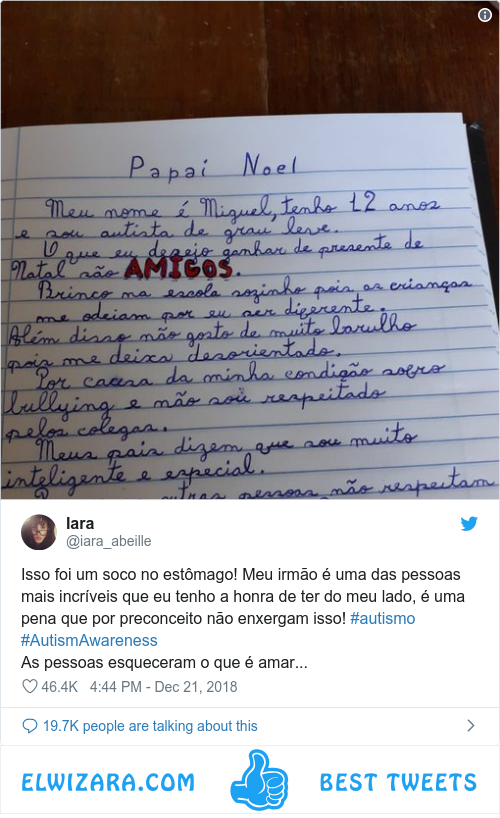 Papai Noel
Meu nome é Miguel, tenho 12 anos
e sou autista de grau leve.
O que eu desejo ganhar de presente de
Natal são AMIGOS.
Brinco na escola sozinho pois as crianças
me odeiam por eu ser diferente.
Além disso não gosto de muito barulho
pois me deixa desorientado.
Por causa da minha condição sofro
bullying e não sou respeitado
pelos colegas.
Meus pais dizem que sou muito
inteligente e especial.
outras pessoas não respeitam
Iara
@iara_abeille
Isso foi um soco no estômago! Meu irmão é uma das pessoas
mais incríveis que eu tenho a honra de ter do meu lado, é uma
pena que por preconceito não enxergam isso! #autismo
#AutismAwareness
As pessoas esqueceram o que é amar...
46.4K 4:44 PM - Dec 21, 2018
19.7K people are talking about this
ELWIZARA.COM BEST TWEETS